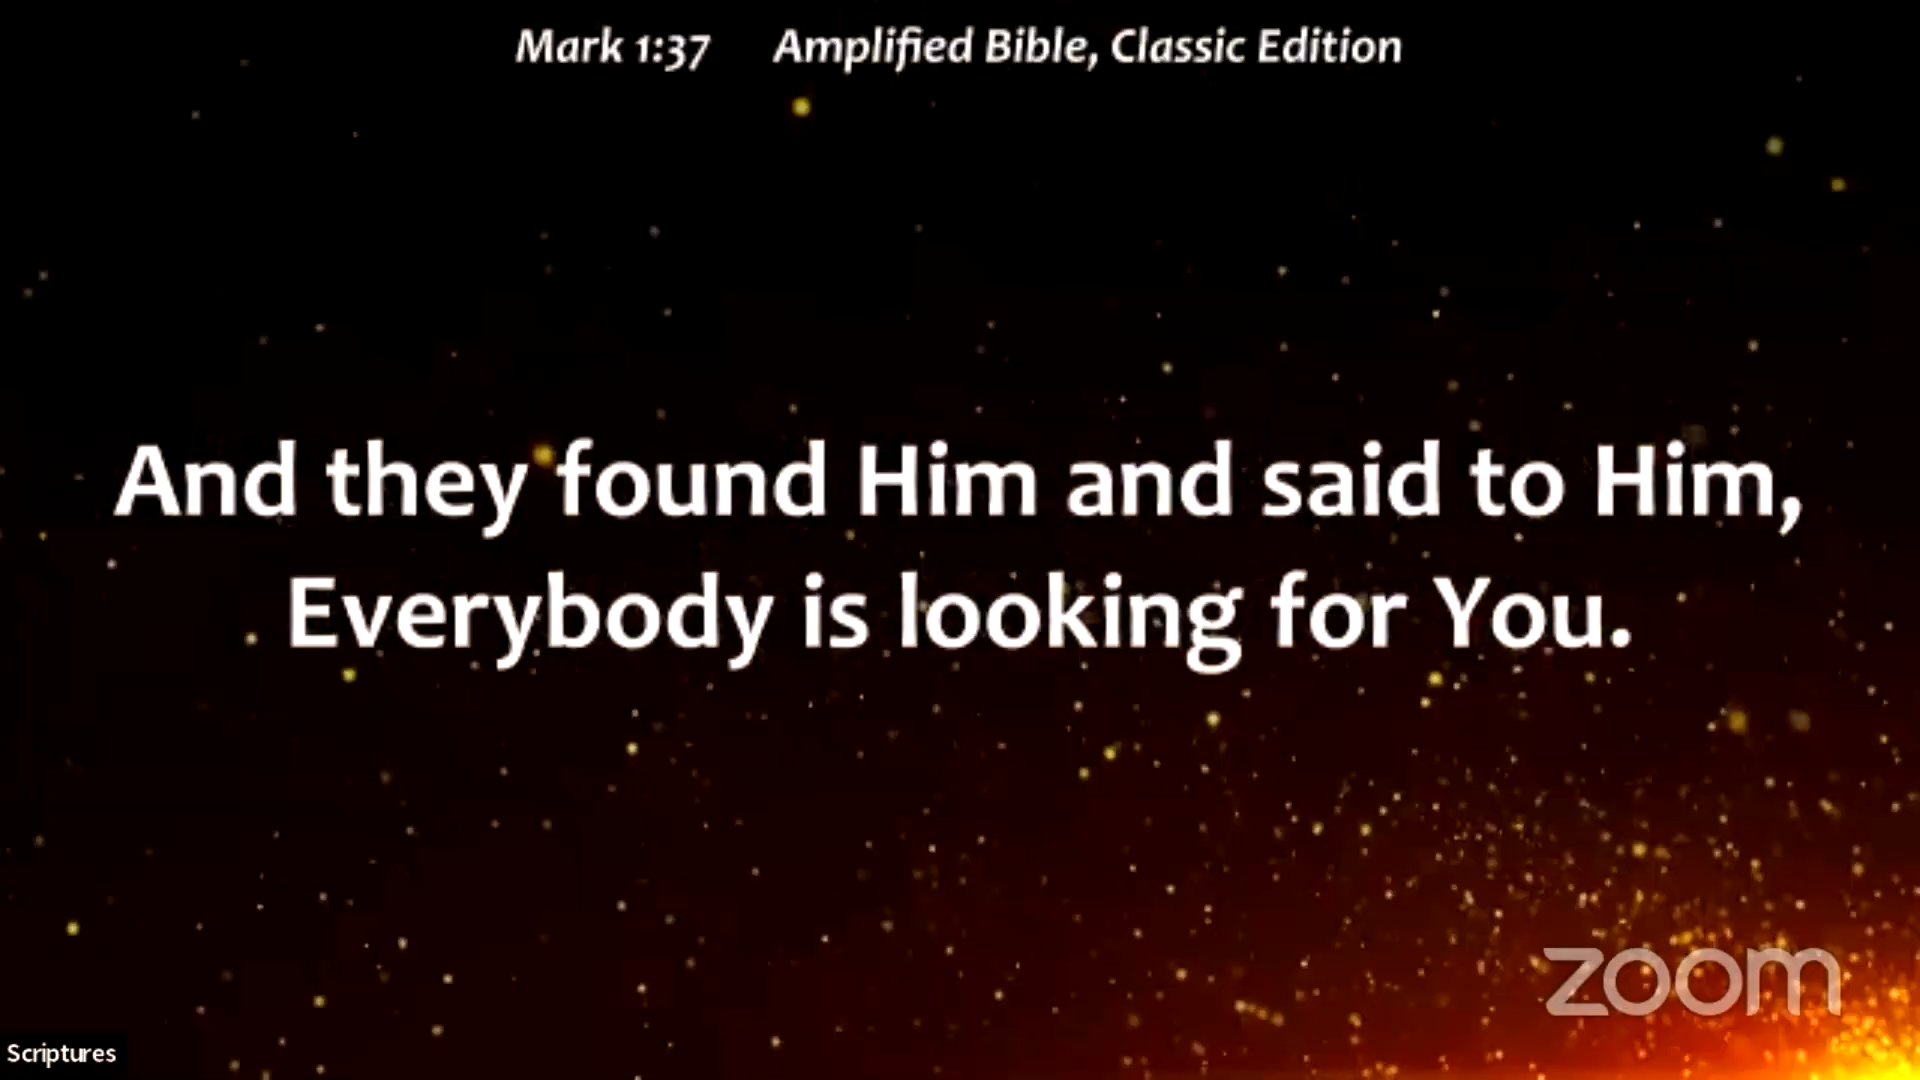 Mark 1:37 Amplified Bible, Classic Edition
And they found Him and said to Him,
Everybody is looking for You.
zoom
Scriptures